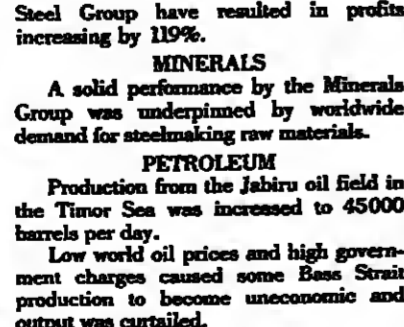 Steel Group have resulted in profits
increasing by 119%.
MINERALS
A solid performance by the Minerals
Group was underpinned by worldwide
demand for steelmaking raw materials.
PETROLEUM
Production from the Jabiru oil field in
the Timor Sea was increased to 45000
barrels per day.
Low world oil prices and high govern-
ment charges caused some Bass Strait
production to become uneconomic and
output was curtailed.